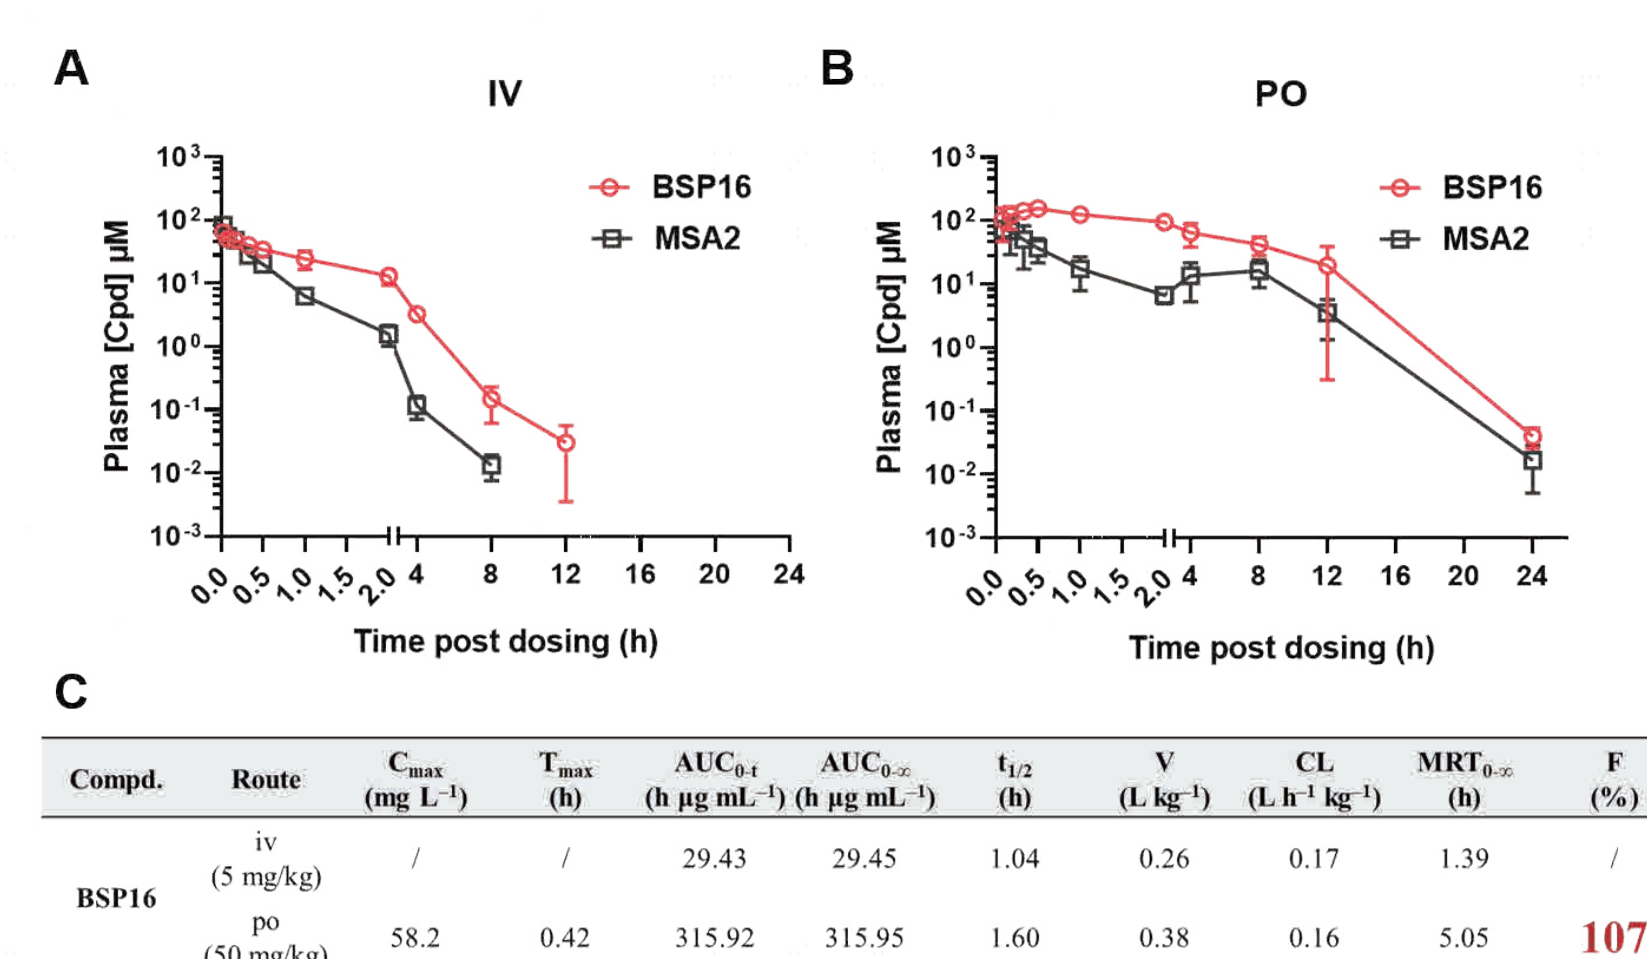 A
IV
10³
10²
10¹
10⁰
10⁻¹
10⁻²
10⁻³
Plasma [Cpd] µM
BSP16
MSA2
0.0 0.5 1.0 1.5 2.0 4 8 12 16 20 24
Time post dosing (h)
B
PO
10³
10²
10¹
10⁰
10⁻¹
10⁻²
10⁻³
Plasma [Cpd] µM
BSP16
MSA2
0.0 0.5 1.0 1.5 2.0 4 8 12 16 20 24
Time post dosing (h)
C
Compd. Route Cmax (mg L⁻¹) Tmax (h) AUC0-t (h µg mL⁻¹) AUC0-∞ (h µg mL⁻¹) t1/2 (h) V (L kg⁻¹) CL (L h⁻¹ kg⁻¹) MRT0-∞ (h) F (%)
BSP16
iv (5 mg/kg) / / 29.43 29.45 1.04 0.26 0.17 1.39 /
po (50 mg/kg) 58.2 0.42 315.92 315.95 1.60 0.38 0.16 5.05 107